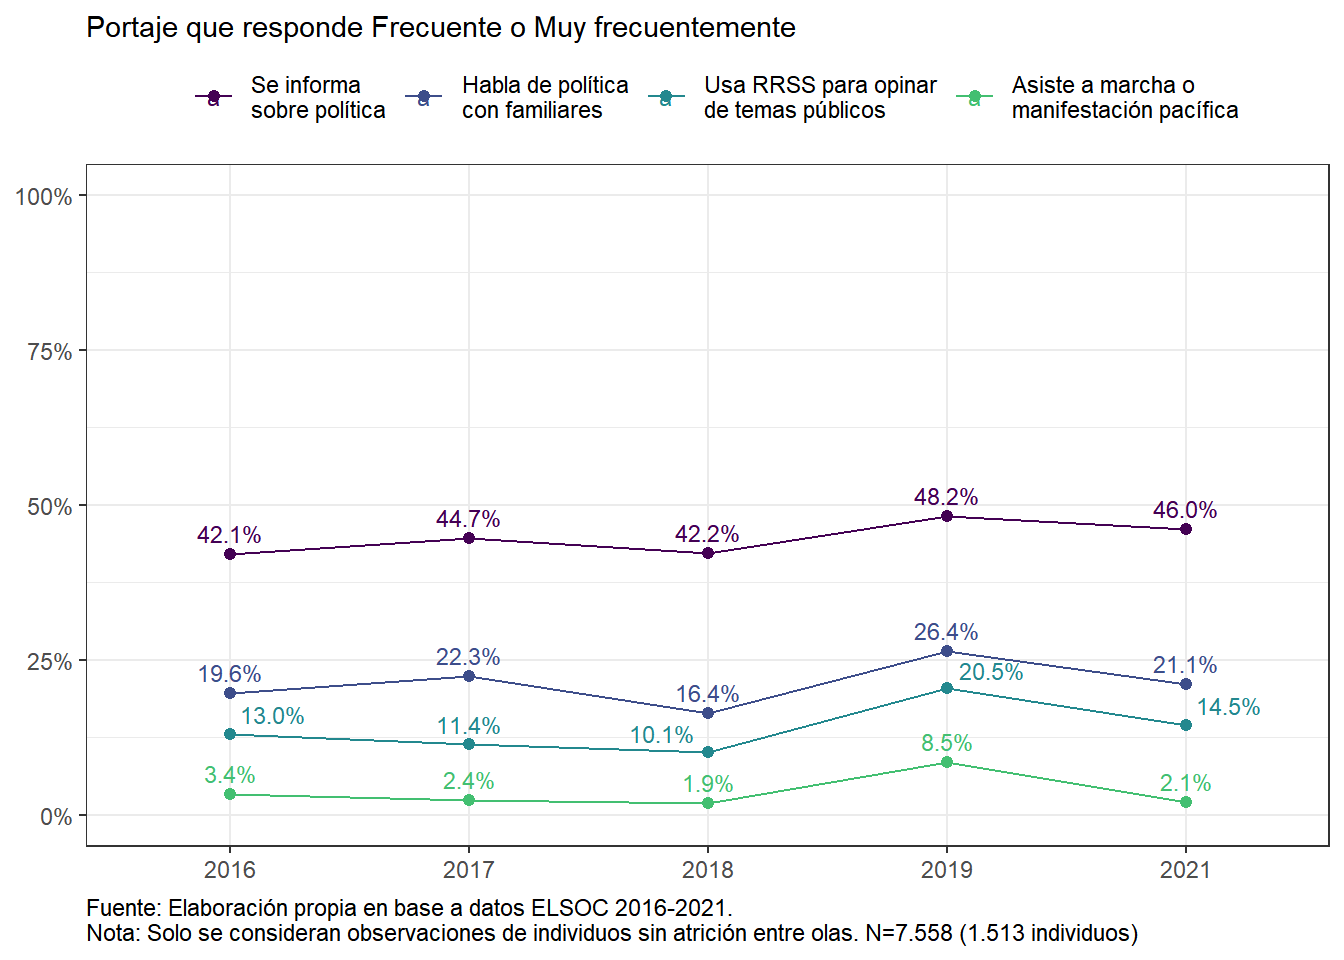 Portaje que responde Frecuente o Muy frecuentemente
a Se informa sobre política
a Habla de política con familiares
a Usa RRSS para opinar de temas públicos
a Asiste a marcha o manifestación pacífica
100%
75%
50%
25%
0%
42.1% 44.7% 42.2% 48.2% 46.0%
19.6% 22.3% 16.4% 26.4% 21.1%
13.0% 11.4% 10.1% 20.5% 14.5%
3.4% 2.4% 1.9% 8.5% 2.1%
2016 2017 2018 2019 2021
Fuente: Elaboración propia en base a datos ELSOC 2016-2021.
Nota: Solo se consideran observaciones de individuos sin atrición entre olas. N=7.558 (1.513 individuos)